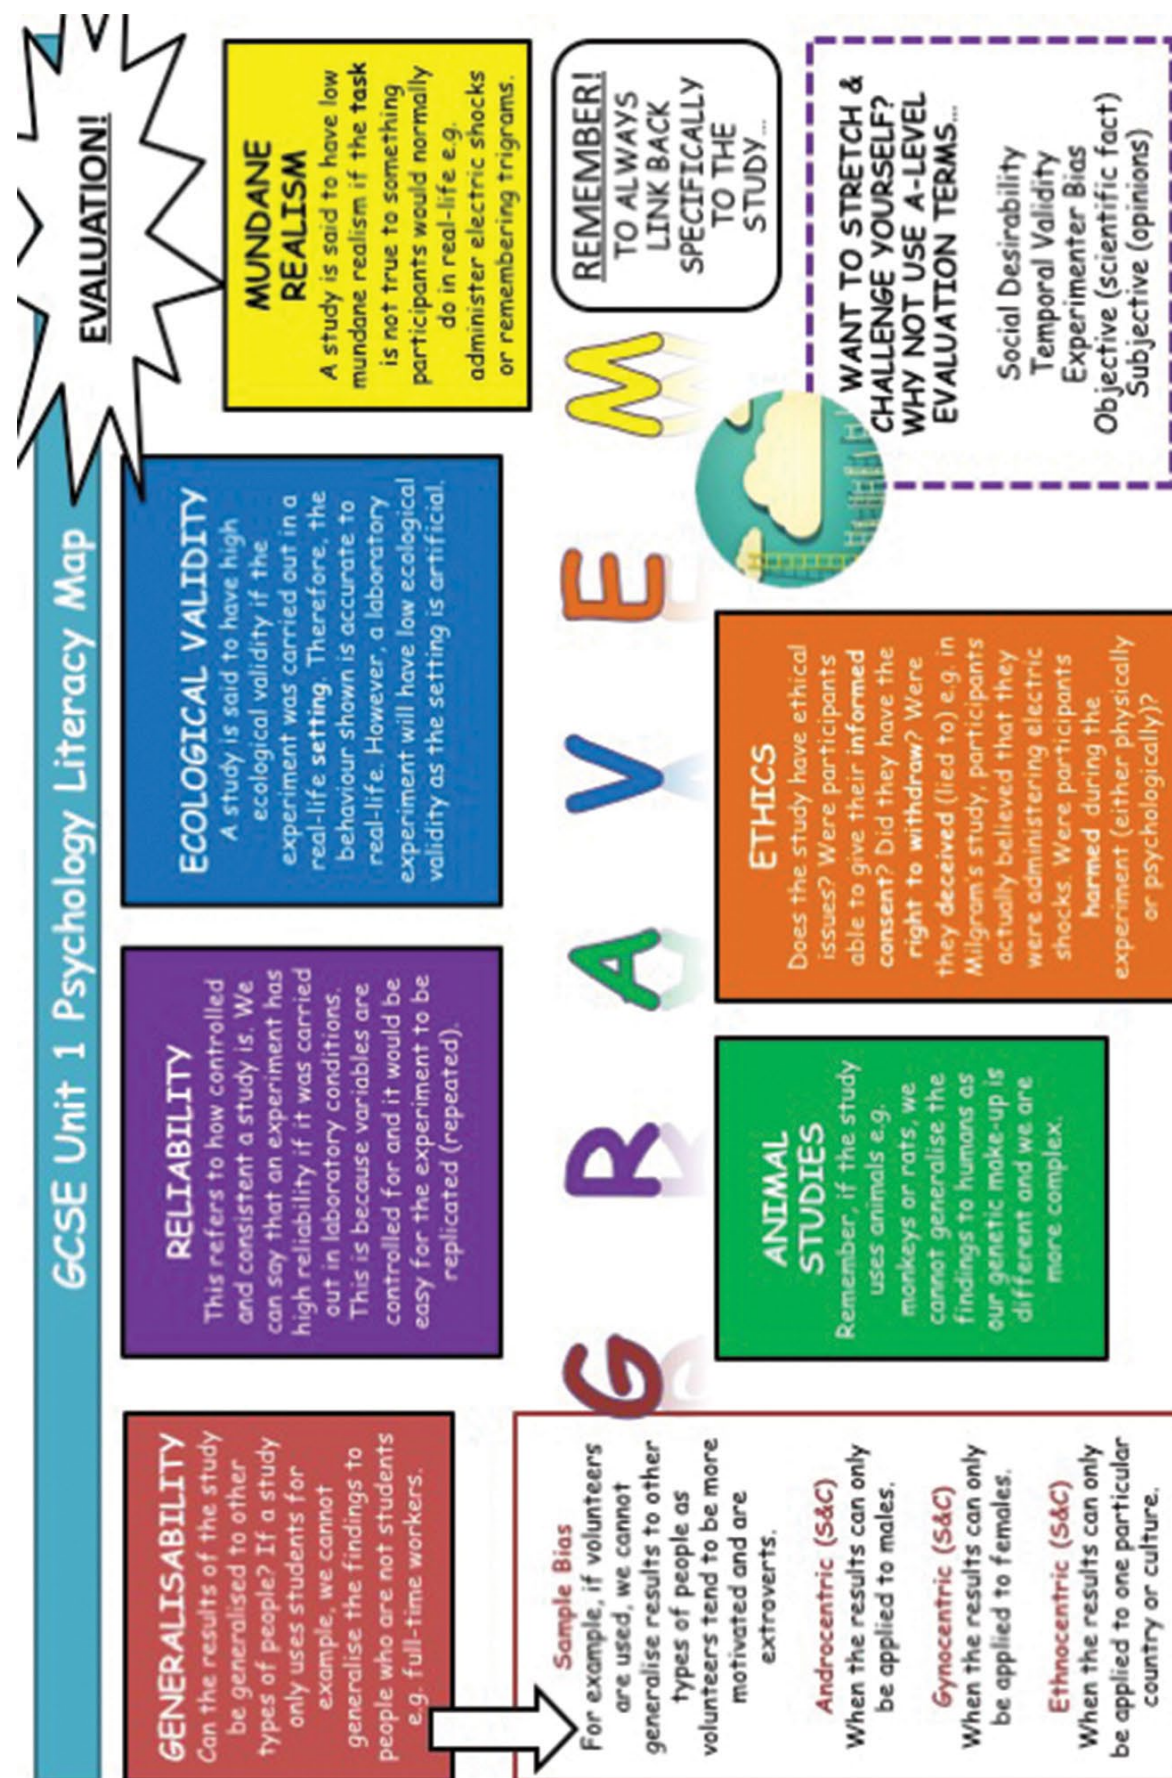 GCSE Unit 1 Psychology Literacy Map
EVALUATION!
GENERALISABILITY
Can the results of the study
be generalised to other
types of people? If a study
only uses students for
example, we cannot
generalise the findings to
people who are not students
e.g. full-time workers.
RELIABILITY
This refers to how controlled
and consistent a study is. We
can say that an experiment has
high reliability if it was carried
out in laboratory conditions.
This is because variables are
controlled for and it would be
easy for the experiment to be
replicated (repeated).
ECOLOGICAL VALIDITY
A study is said to have high
ecological validity if the
experiment was carried out in a
real-life setting. Therefore, the
behaviour shown is accurate to
real-life. However, a laboratory
experiment will have low ecological
validity as the setting is artificial.
MUNDANE
REALISM
A study is said to have low
mundane realism if the task
is not true to something
participants would normally
do in real-life e.g.
administer electric shocks
or remembering trigrams.
G R A V E M
REMEMBER!
TO ALWAYS
LINK BACK
SPECIFICALLY
TO THE
STUDY...
Sample Bias
For example, if volunteers
are used, we cannot
generalise results to other
types of people as
volunteers tend to be more
motivated and are
extroverts.
Androcentric (S&C)
When the results can only
be applied to males.
Gynocentric (S&C)
When the results can only
be applied to females.
Ethnocentric (S&C)
When the results can only
be applied to one particular
country or culture.
ANIMAL
STUDIES
Remember, if the study
uses animals e.g.
monkeys or rats, we
cannot generalise the
findings to humans as
our genetic make-up is
different and we are
more complex.
ETHICS
Does the study have ethical
issues? Were participants
able to give their informed
consent? Did they have the
right to withdraw? Were
they deceived (lied to) e.g. in
Milgram's study, participants
actually believed that they
were administering electric
shocks. Were participants
harmed during the
experiment (either physically
or psychologically)?
WANT TO STRETCH &
CHALLENGE YOURSELF?
WHY NOT USE A-LEVEL
EVALUATION TERMS...
Social Desirability
Temporal Validity
Experimenter Bias
Objective (scientific fact)
Subjective (opinions)